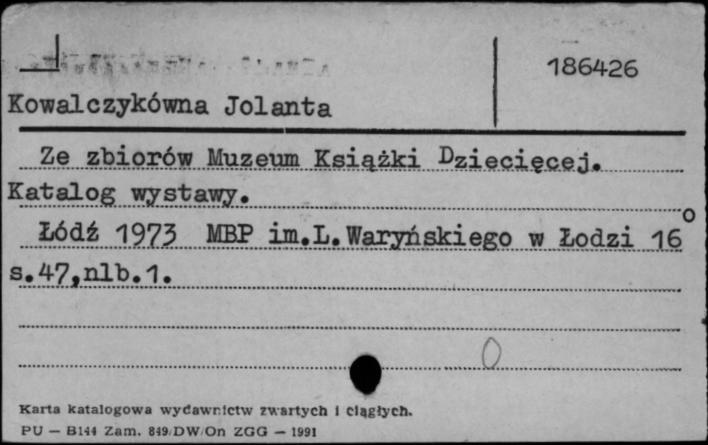 186426
Kowalczykówna Jolanta
Ze zbiorów Muzeum Książki Dziecięcej.
Katalog wystawy.
Łódź 1973 MBP im.L.Waryńskiego w Łodzi 16°
s.47,nlb.1.
Karta katalogowa wydawnictw zwartych i ciągłych.
PU — B144 Zam. 849/DW/On ZGG — 1991